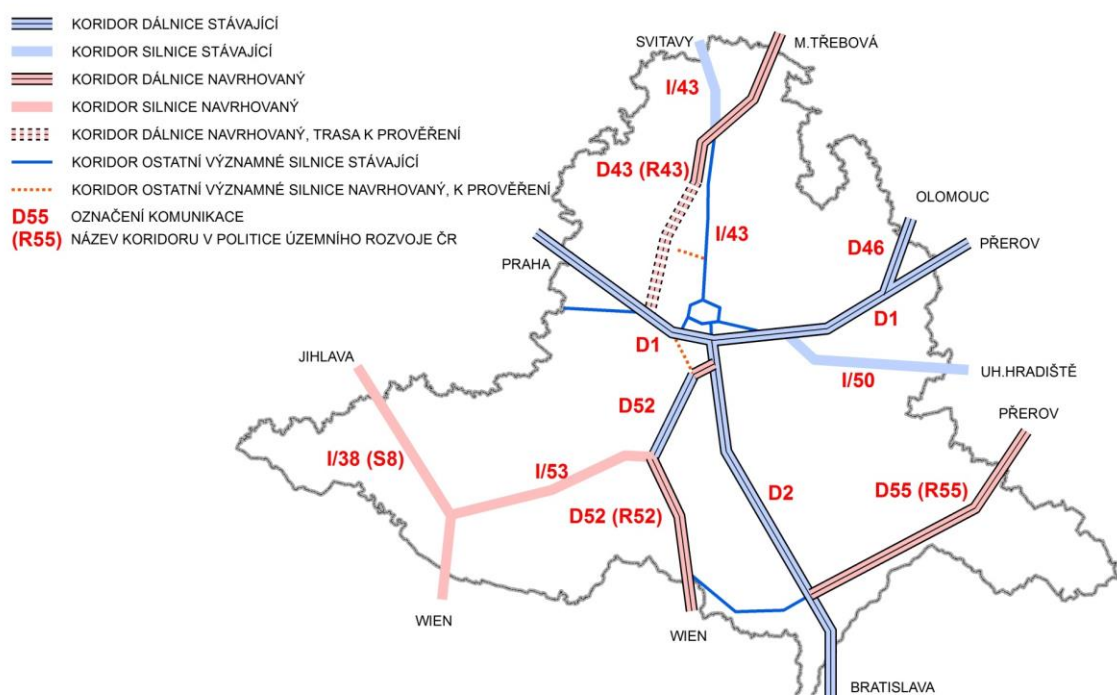 KORIDOR DÁLNICE STÁVAJÍCÍ
KORIDOR SILNICE STÁVAJÍCÍ
KORIDOR DÁLNICE NAVRHOVANÝ
KORIDOR SILNICE NAVRHOVANÝ
KORIDOR DÁLNICE NAVRHOVANÝ, TRASA K PROVĚŘENÍ
KORIDOR OSTATNÍ VÝZNAMNÉ SILNICE STÁVAJÍCÍ
KORIDOR OSTATNÍ VÝZNAMNÉ SILNICE NAVRHOVANÝ, K PROVĚŘENÍ
D55 OZNAČENÍ KOMUNIKACE
(R55) NÁZEV KORIDORU V POLITICE ÚZEMNÍHO ROZVOJE ČR
SVITAVY
M.TŘEBOVÁ
I/43
D43 (R43)
OLOMOUC
I/43
D46
PŘEROV
PRAHA
D1
D1
JIHLAVA
I/50
UH.HRADIŠTĚ
D52
PŘEROV
I/38 (S8)
I/53
D2
D55 (R55)
D52 (R52)
WIEN
WIEN
BRATISLAVA